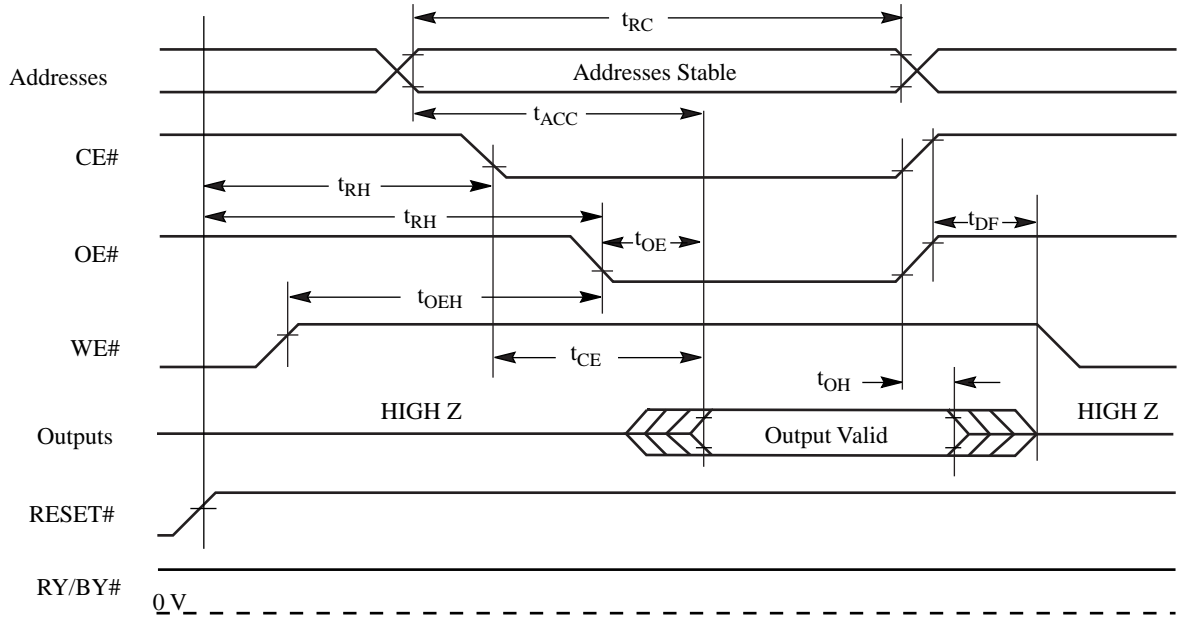 tRC
Addresses
Addresses Stable
tACC
CE#
tRH
tRH
tDF
OE#
tOE
tOEH
WE#
tCE
tOH
HIGH Z
HIGH Z
Outputs
Output Valid
RESET#
RY/BY#
0 V